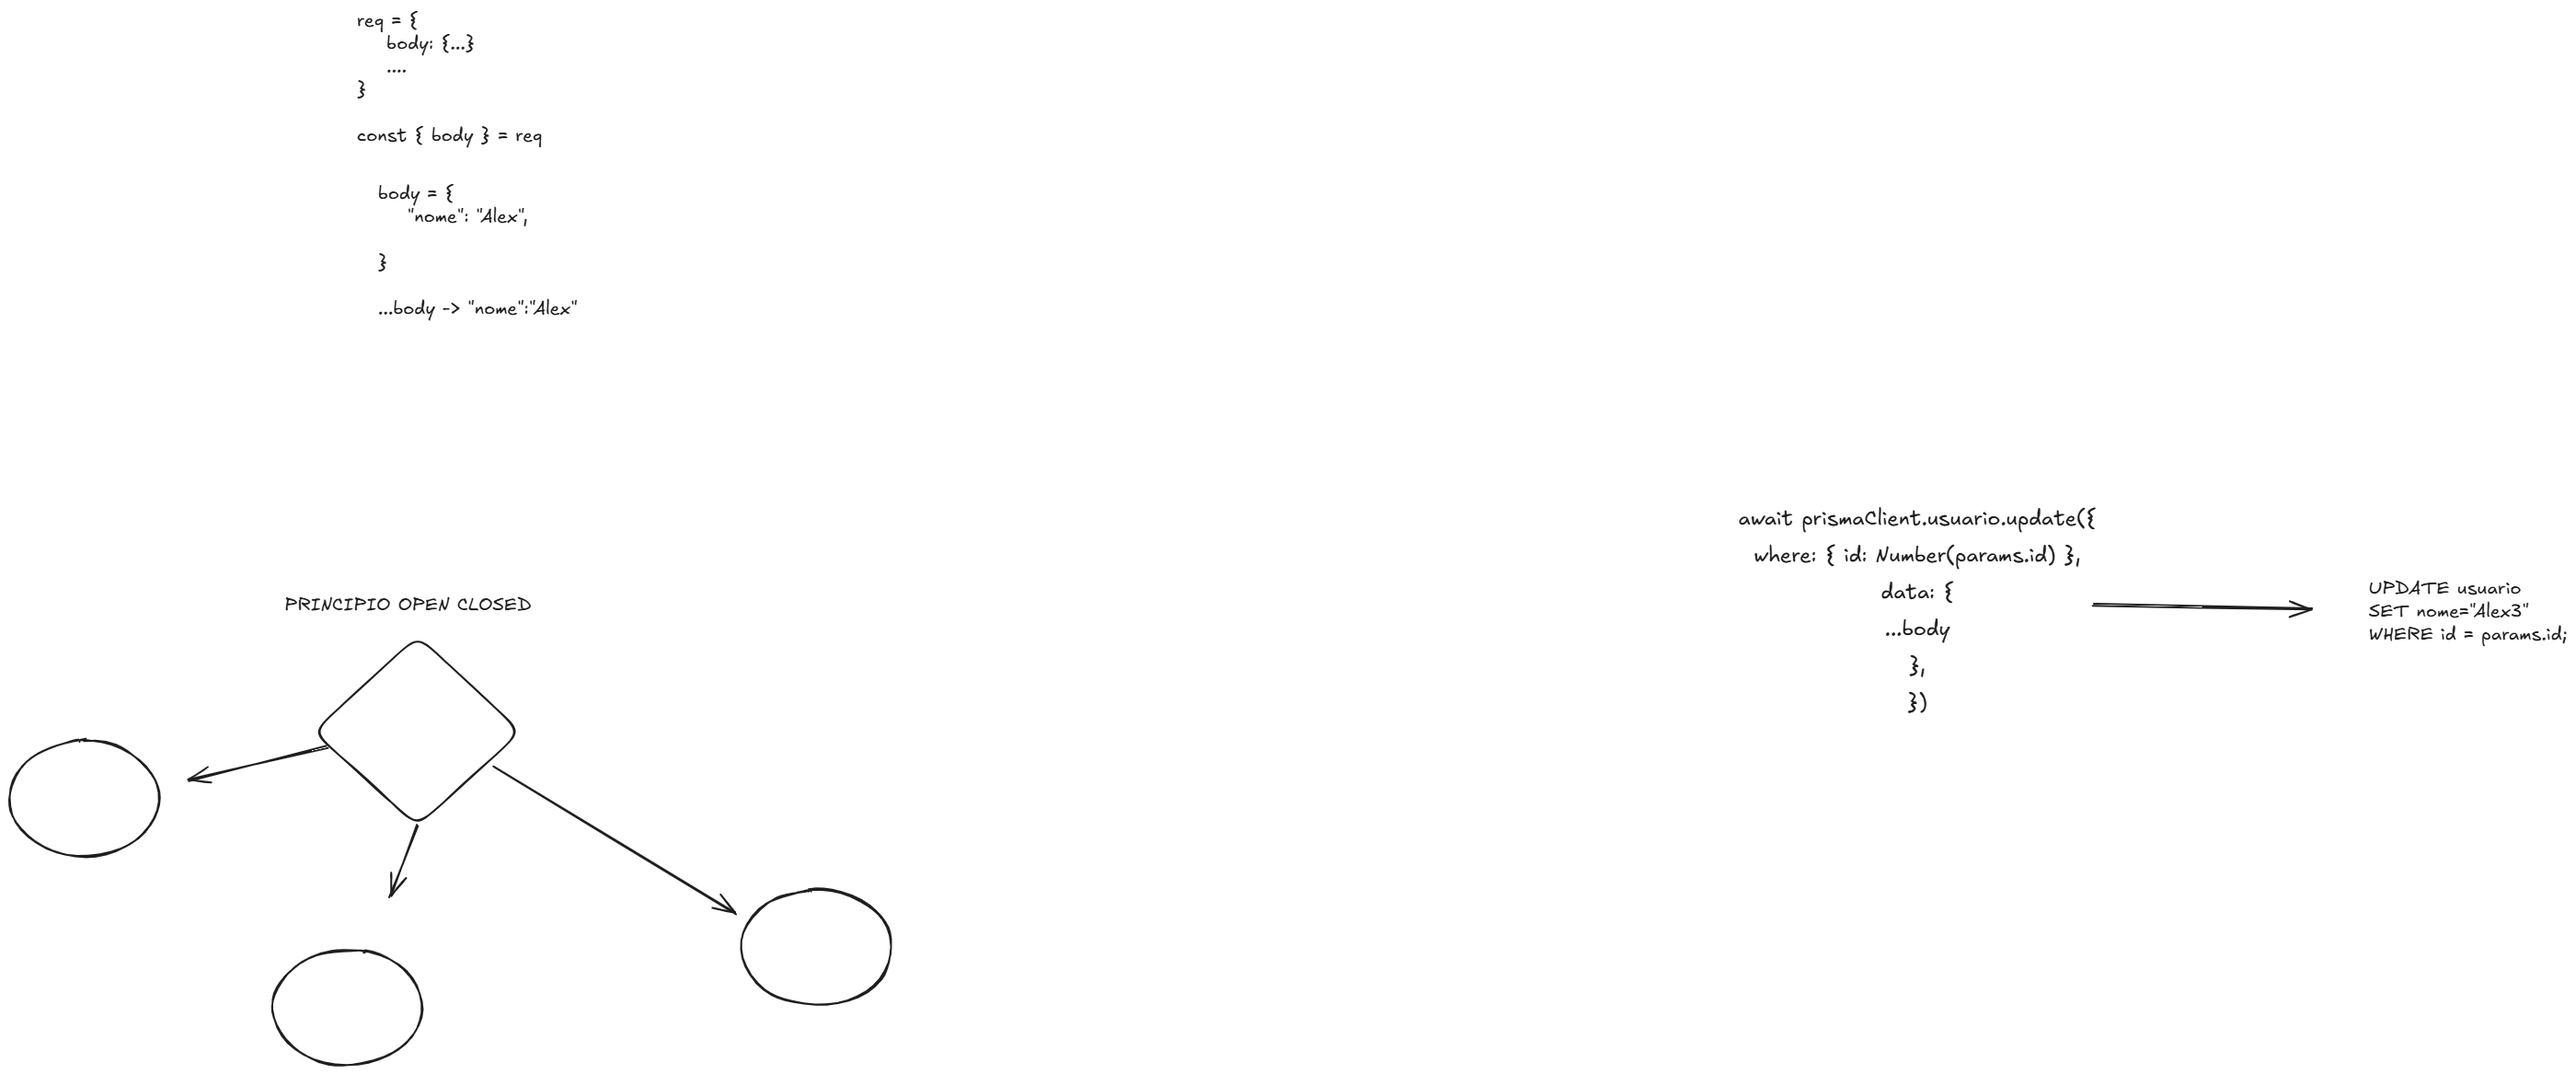 req = {
body: {...}
....
}
const { body } = req
body = {
"nome": "Alex",
}
...body -> "nome":"Alex"
PRINCIPIO OPEN CLOSED
await prismaClient.usuario.update({
where: { id: Number(params.id) },
data: {
...body
},
})
UPDATE usuario
SET nome="Alex3"
WHERE id = params.id;